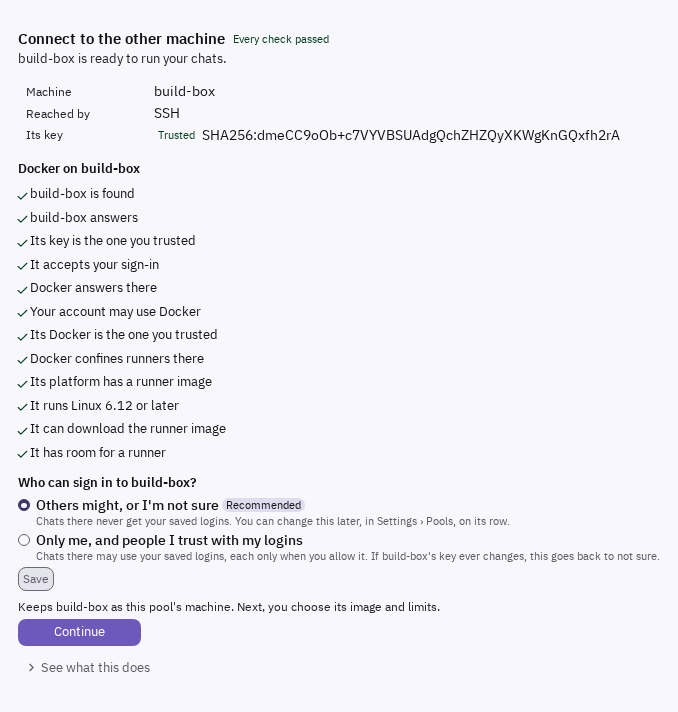 Connect to the other machine Every check passed
build-box is ready to run your chats.
Machine build-box
Reached by SSH
Its key Trusted SHA256:dmeCC9oOb+c7VYVBSUAdgQchZHZQyXKWgKnGQxfh2rA
Docker on build-box
build-box is found
build-box answers
Its key is the one you trusted
It accepts your sign-in
Docker answers there
Your account may use Docker
Its Docker is the one you trusted
Docker confines runners there
Its platform has a runner image
It runs Linux 6.12 or later
It can download the runner image
It has room for a runner
Who can sign in to build-box?
Others might, or I'm not sure Recommended
Chats there never get your saved logins. You can change this later, in Settings › Pools, on its row.
Only me, and people I trust with my logins
Chats there may use your saved logins, each only when you allow it. If build-box's key ever changes, this goes back to not sure.
Save
Keeps build-box as this pool's machine. Next, you choose its image and limits.
Continue
See what this does